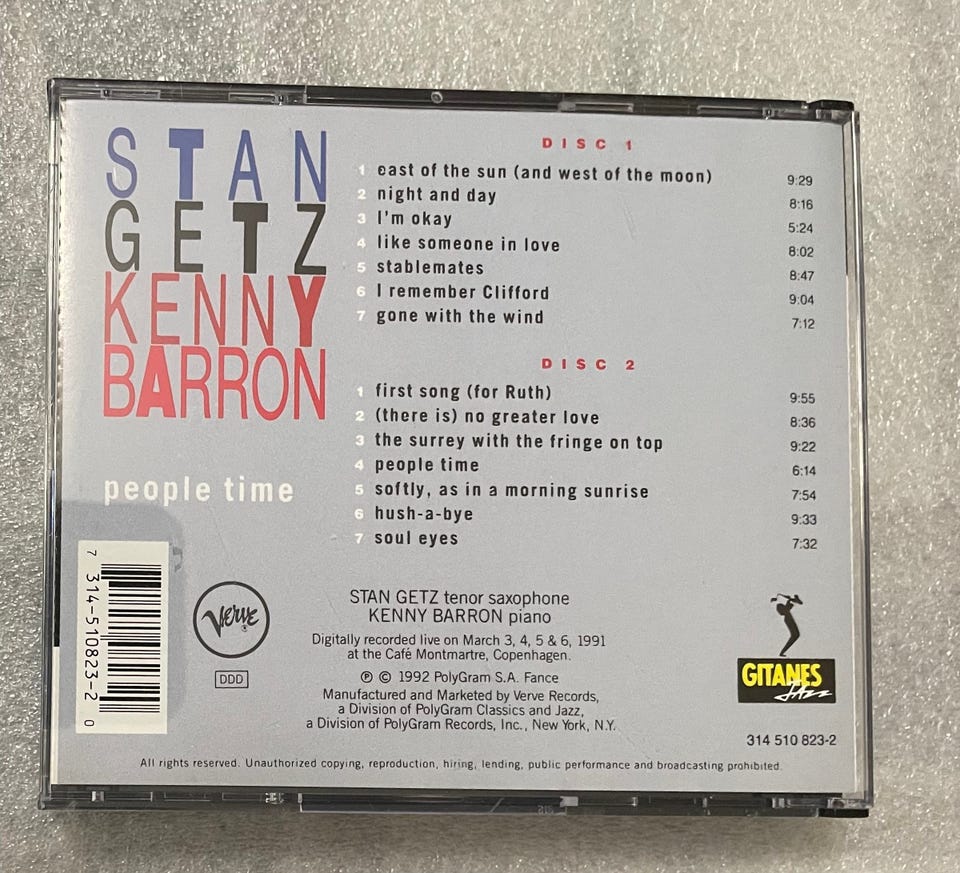 STAN
GETZ
KENNY
BARRON
people time
DISC 1
1 east of the sun (and west of the moon) 9:29
2 night and day 8:16
3 I'm okay 5:24
4 like someone in love 8:02
5 stablemates 8:47
6 I remember Clifford 9:04
7 gone with the wind 7:12
DISC 2
1 first song (for Ruth) 9:55
2 (there is) no greater love 8:36
3 the surrey with the fringe on top 9:22
4 people time 6:14
5 softly, as in a morning sunrise 7:54
6 hush-a-bye 9:33
7 soul eyes 7:32
7 314-510823-2 0
VERVE ®
DDD
STAN GETZ tenor saxophone
KENNY BARRON piano
Digitally recorded live on March 3, 4, 5 & 6, 1991
at the Café Montmartre, Copenhagen.
℗ © 1992 PolyGram S.A. Fance
Manufactured and Marketed by Verve Records,
a Division of PolyGram Classics and Jazz,
a Division of PolyGram Records, Inc., New York, N.Y.
GITANES
Jazz
314 510 823-2
All rights reserved. Unauthorized copying, reproduction, hiring, lending, public performance and broadcasting prohibited.